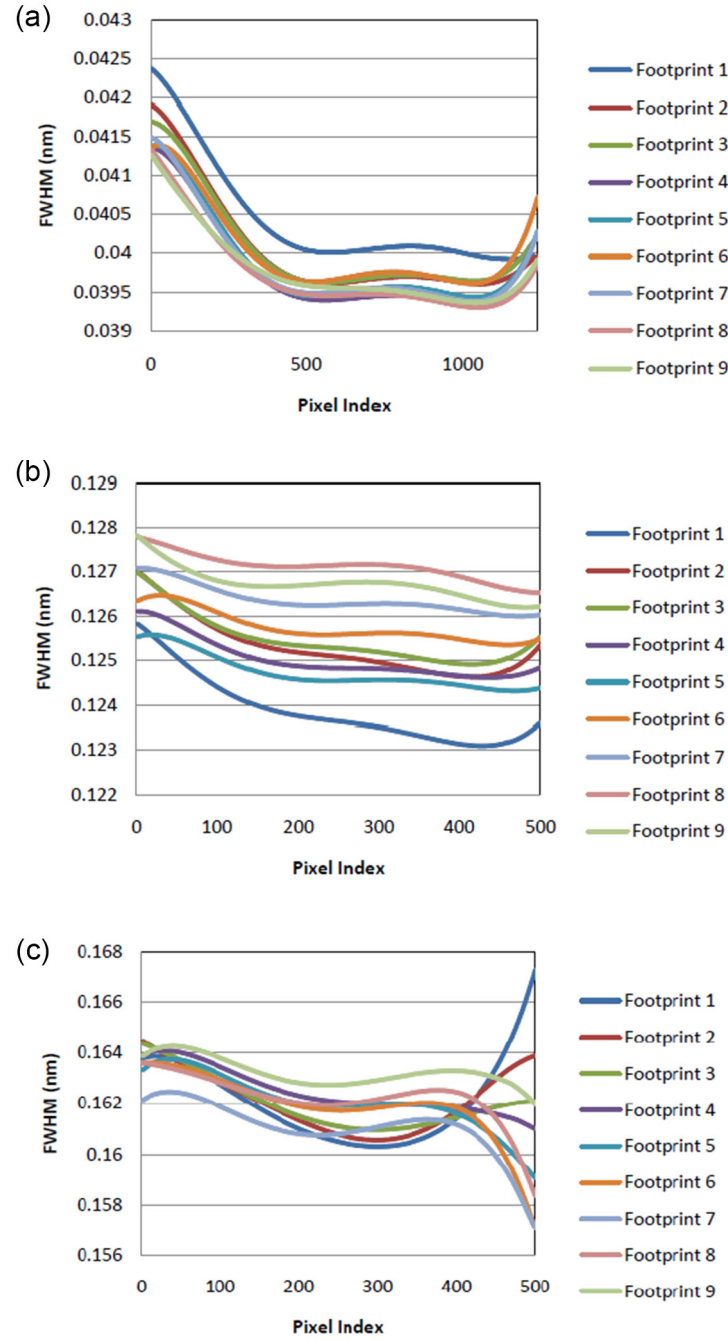 (a)
0.043
0.0425
0.042
0.0415
0.041
0.0405
0.04
0.0395
0.039
FWHM (nm)
0 500 1000
Pixel Index
Footprint 1
Footprint 2
Footprint 3
Footprint 4
Footprint 5
Footprint 6
Footprint 7
Footprint 8
Footprint 9
(b)
0.129
0.128
0.127
0.126
0.125
0.124
0.123
0.122
FWHM (nm)
0 100 200 300 400 500
Pixel Index
Footprint 1
Footprint 2
Footprint 3
Footprint 4
Footprint 5
Footprint 6
Footprint 7
Footprint 8
Footprint 9
(c)
0.168
0.166
0.164
0.162
0.16
0.158
0.156
FWHM (nm)
0 100 200 300 400 500
Pixel Index
Footprint 1
Footprint 2
Footprint 3
Footprint 4
Footprint 5
Footprint 6
Footprint 7
Footprint 8
Footprint 9